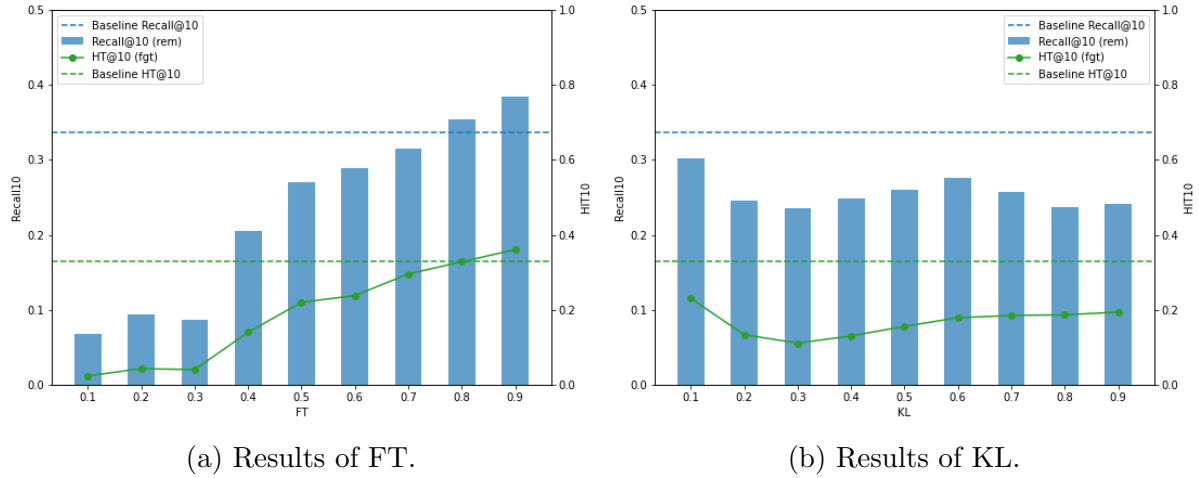 0.5
0.4
0.3
0.2
0.1
0.0
Recall10
Baseline Recall@10
Recall@10 (rem)
HT@10 (fgt)
Baseline HT@10
1.0
0.8
0.6
0.4
0.2
0.0
HIT10
0.1 0.2 0.3 0.4 0.5 0.6 0.7 0.8 0.9
FT
(a) Results of FT.
0.5
0.4
0.3
0.2
0.1
0.0
Recall10
Baseline Recall@10
Recall@10 (rem)
HT@10 (fgt)
Baseline HT@10
1.0
0.8
0.6
0.4
0.2
0.0
HIT10
0.1 0.2 0.3 0.4 0.5 0.6 0.7 0.8 0.9
KL
(b) Results of KL.